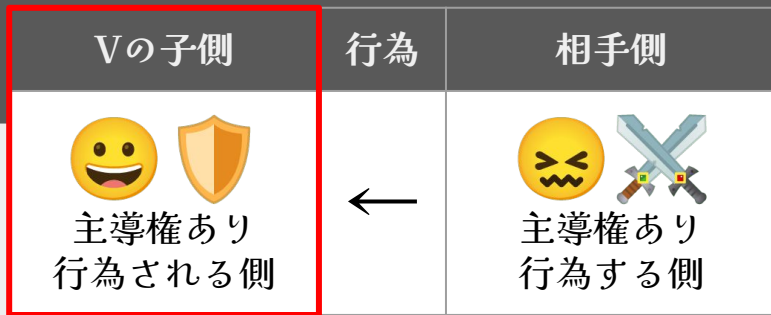 Vの子側
行為
相手側
主導権あり
行為される側
←
主導権あり
行為する側